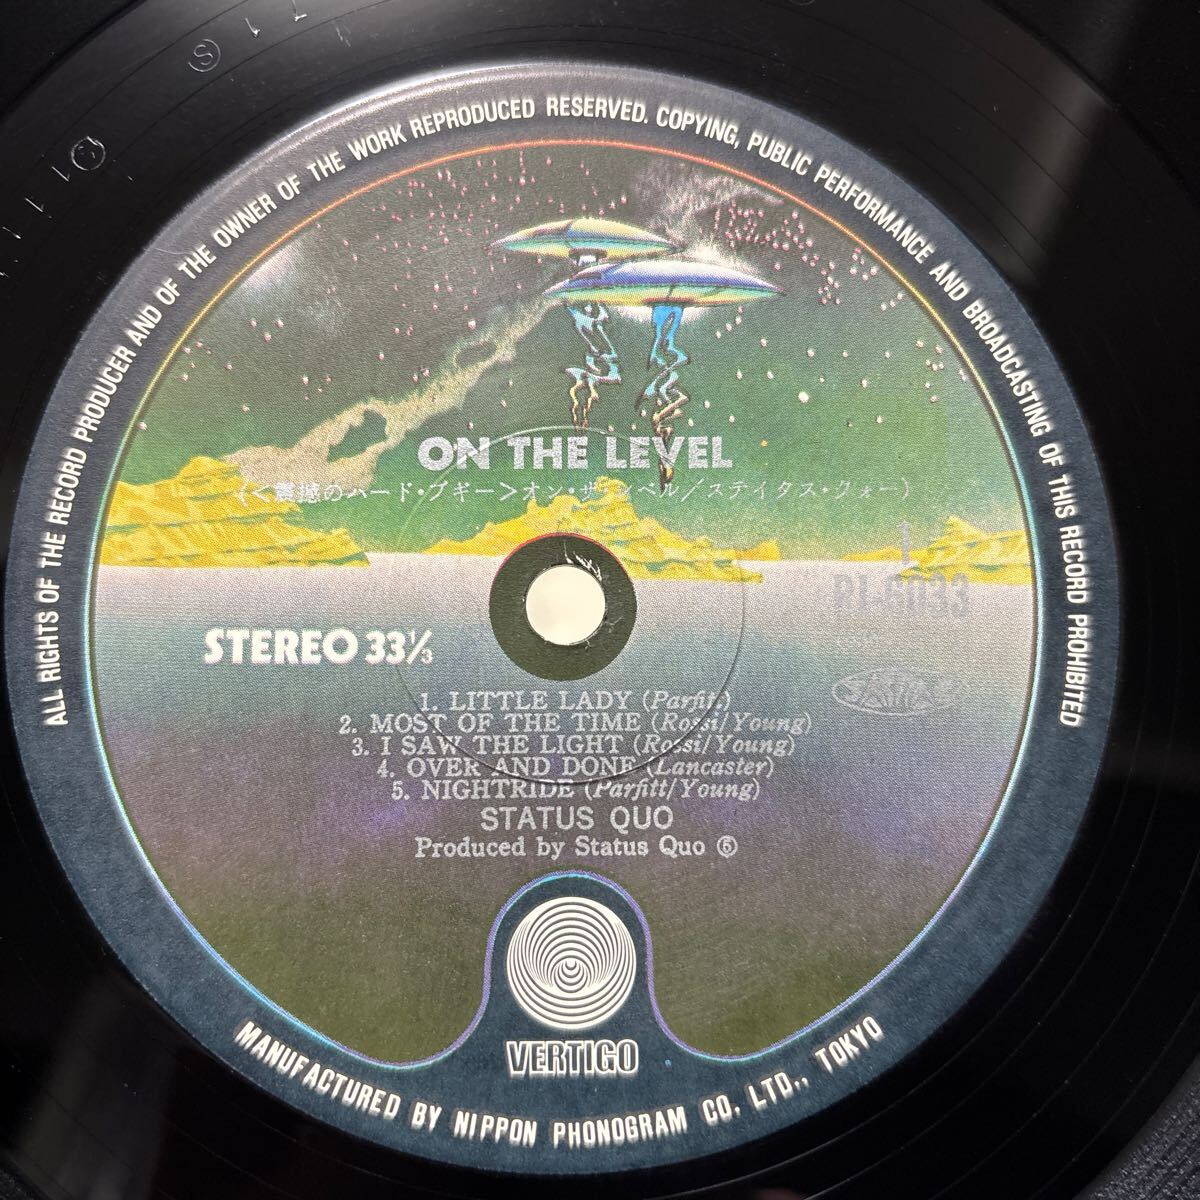 ALL RIGHTS OF THE RECORD PRODUCER AND OF THE OWNER OF THE WORK REPRODUCED RESERVED. COPYING, PUBLIC PERFORMANCE AND BROADCASTING OF THIS RECORD PROHIBITED
ON THE LEVEL
(<震撼のハード・ブギー>オン・ザ・レベル/ステイタス・クォー)
1
RJ-6033
STEREO 33⅓
1. LITTLE LADY (Parfitt)
2. MOST OF THE TIME (Rossi/Young)
3. I SAW THE LIGHT (Rossi/Young)
4. OVER AND DONE (Lancaster)
5. NIGHTRIDE (Parfitt/Young)
STATUS QUO
Produced by Status Quo
VERTIGO
MANUFACTURED BY NIPPON PHONOGRAM CO. LTD., TOKYO